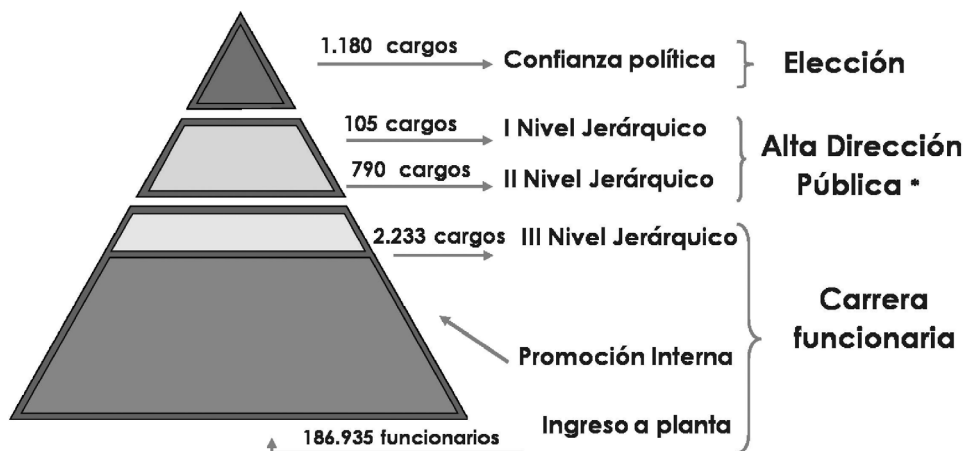 1.180 cargos
Confianza política
Elección
105 cargos
I Nivel Jerárquico
790 cargos
II Nivel Jerárquico
Alta Dirección
Pública *
2.233 cargos
III Nivel Jerárquico
Carrera
funcionaria
Promoción Interna
Ingreso a planta
186.935 funcionarios